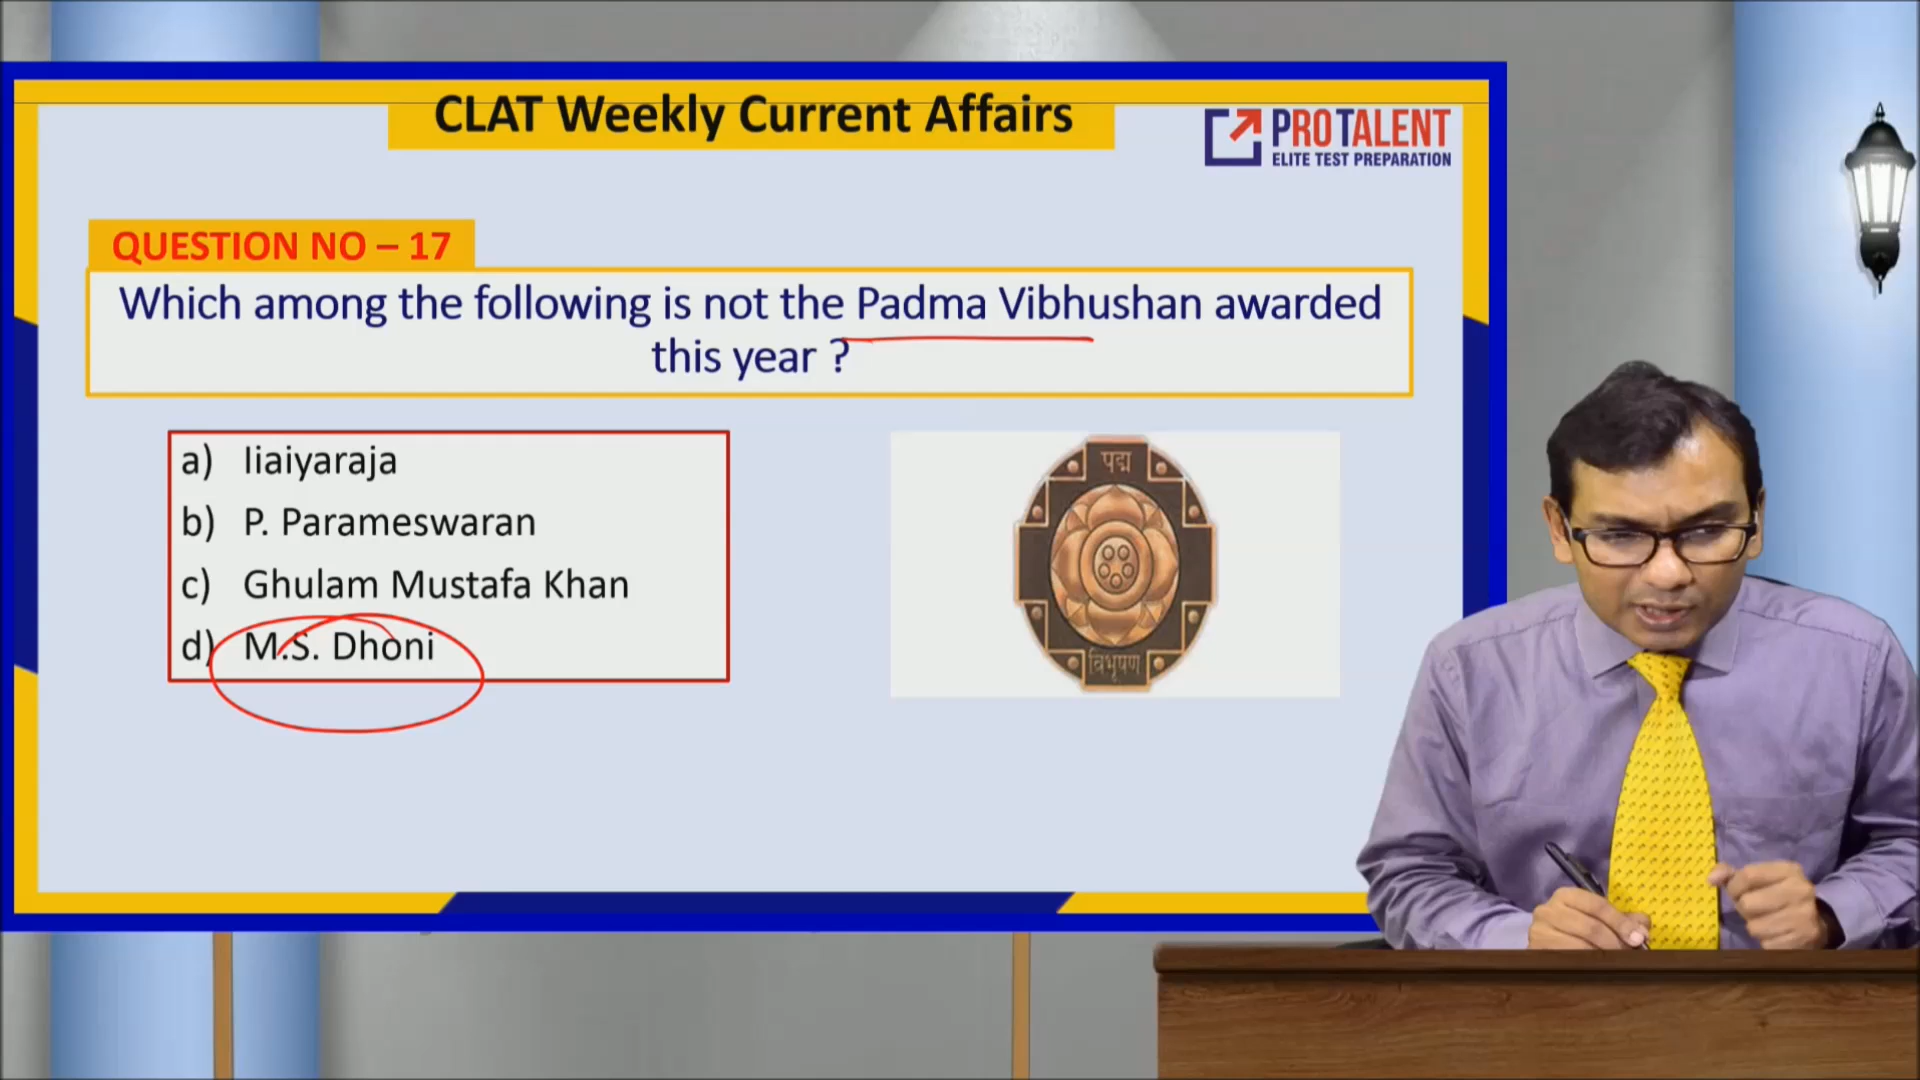 CLAT Weekly Current Affairs
PROTALENT
ELITE TEST PREPARATION
QUESTION NO – 17
Which among the following is not the Padma Vibhushan awarded
this year ?
a) Iiaiyaraja
b) P. Parameswaran
c) Ghulam Mustafa Khan
d) M.S. Dhoni
पद्म
विभूषण